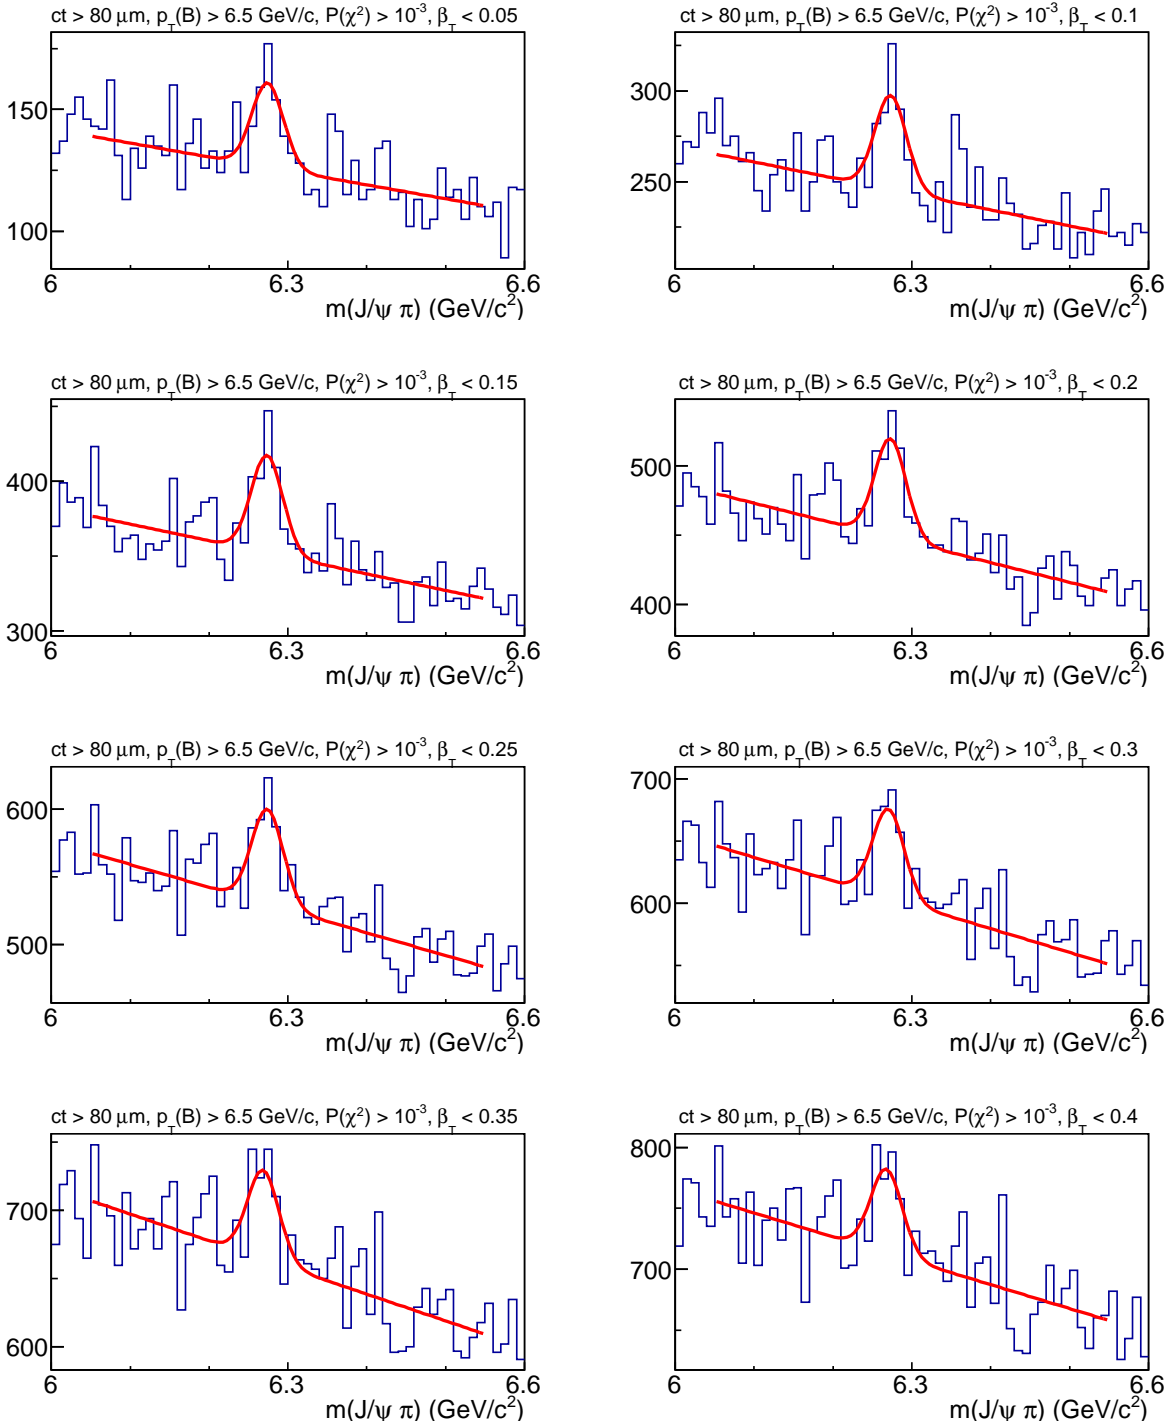 ct > 80 μm, p_T(B) > 6.5 GeV/c, P(χ²) > 10⁻³, β_T < 0.05
150
100
6 6.3 6.6
m(J/ψ π) (GeV/c²)
ct > 80 μm, p_T(B) > 6.5 GeV/c, P(χ²) > 10⁻³, β_T < 0.1
300
250
6 6.3 6.6
m(J/ψ π) (GeV/c²)
ct > 80 μm, p_T(B) > 6.5 GeV/c, P(χ²) > 10⁻³, β_T < 0.15
400
300
6 6.3 6.6
m(J/ψ π) (GeV/c²)
ct > 80 μm, p_T(B) > 6.5 GeV/c, P(χ²) > 10⁻³, β_T < 0.2
500
400
6 6.3 6.6
m(J/ψ π) (GeV/c²)
ct > 80 μm, p_T(B) > 6.5 GeV/c, P(χ²) > 10⁻³, β_T < 0.25
600
500
6 6.3 6.6
m(J/ψ π) (GeV/c²)
ct > 80 μm, p_T(B) > 6.5 GeV/c, P(χ²) > 10⁻³, β_T < 0.3
700
600
6 6.3 6.6
m(J/ψ π) (GeV/c²)
ct > 80 μm, p_T(B) > 6.5 GeV/c, P(χ²) > 10⁻³, β_T < 0.35
700
600
6 6.3 6.6
m(J/ψ π) (GeV/c²)
ct > 80 μm, p_T(B) > 6.5 GeV/c, P(χ²) > 10⁻³, β_T < 0.4
800
700
6 6.3 6.6
m(J/ψ π) (GeV/c²)